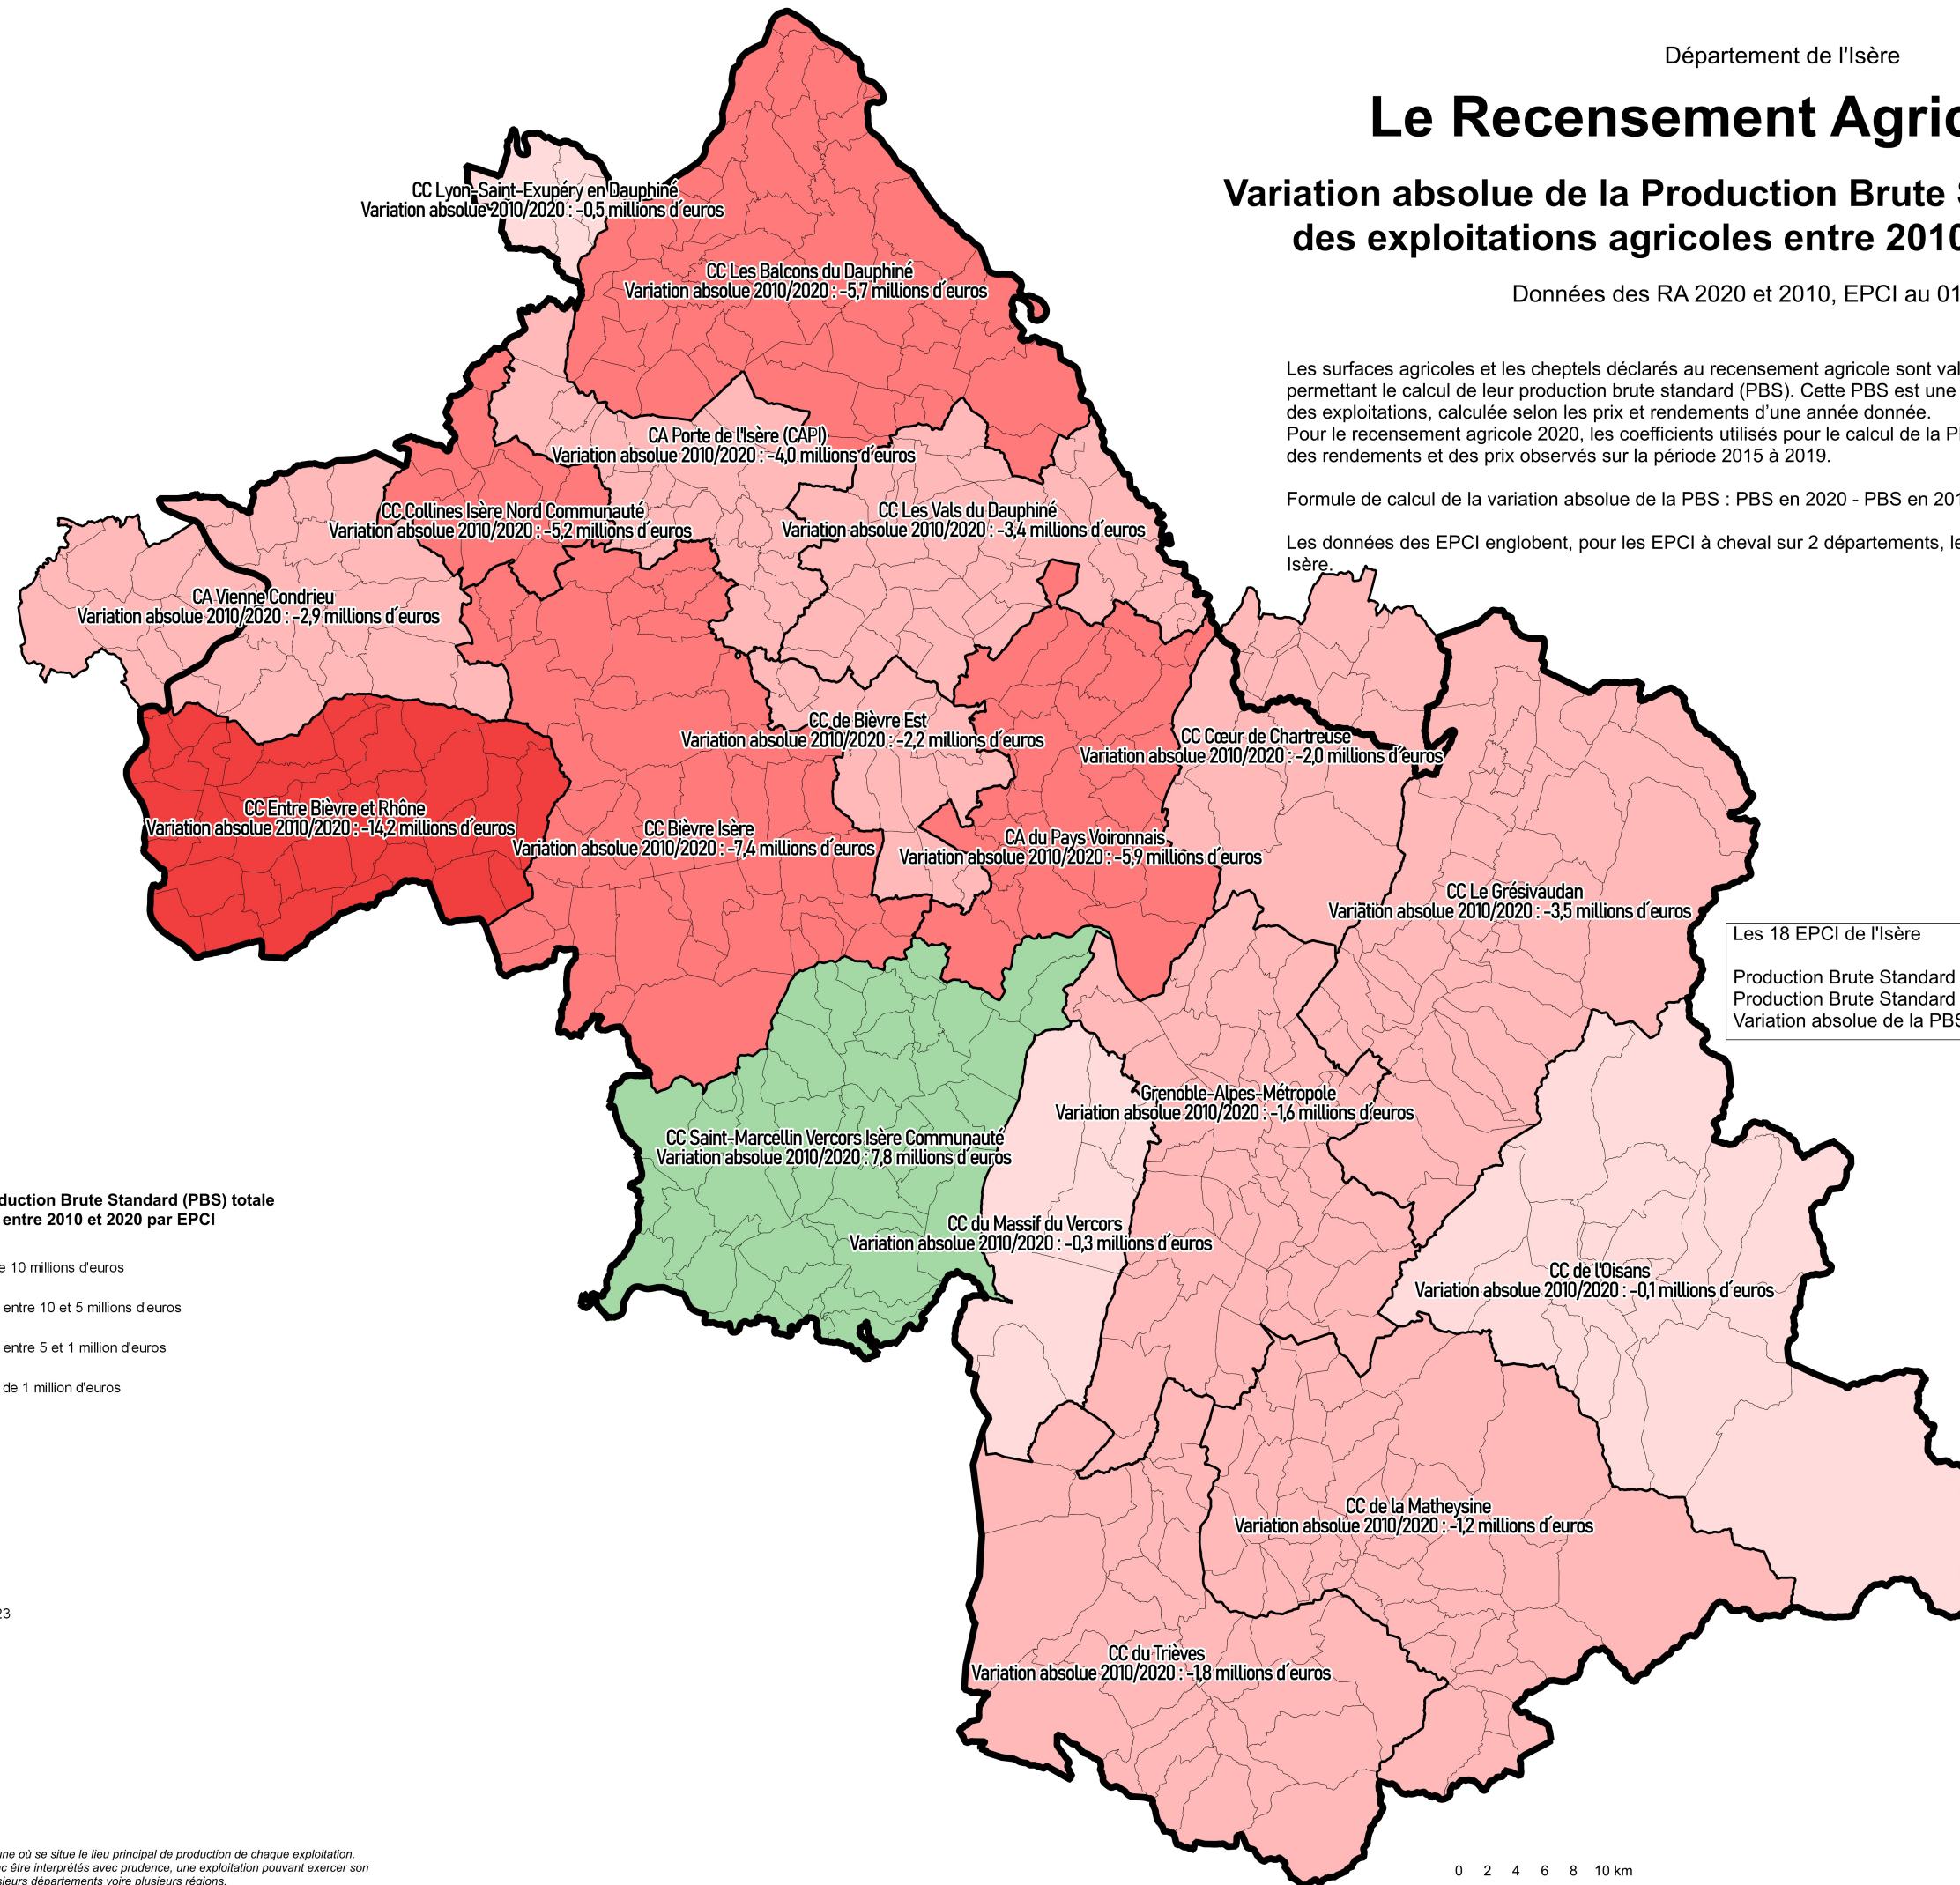 Département de l'Isère
Le Recensement Agric
Variation absolue de la Production Brute S
des exploitations agricoles entre 2010
Données des RA 2020 et 2010, EPCI au 01
Les surfaces agricoles et les cheptels déclarés au recensement agricole sont val
permettant le calcul de leur production brute standard (PBS). Cette PBS est une
des exploitations, calculée selon les prix et rendements d’une année donnée.
Pour le recensement agricole 2020, les coefficients utilisés pour le calcul de la P
des rendements et des prix observés sur la période 2015 à 2019.
Formule de calcul de la variation absolue de la PBS : PBS en 2020 - PBS en 201
Les données des EPCI englobent, pour les EPCI à cheval sur 2 départements, le
Isère.
CC Lyon-Saint-Exupéry en Dauphiné
Variation absolue 2010/2020 : -0,5 millions d'euros
CC Les Balcons du Dauphiné
Variation absolue 2010/2020 : -5,7 millions d'euros
CA Porte de l'Isère (CAPI)
Variation absolue 2010/2020 : -4,0 millions d'euros
CC Collines Isère Nord Communauté
Variation absolue 2010/2020 : -5,2 millions d'euros
CC Les Vals du Dauphiné
Variation absolue 2010/2020 : -3,4 millions d'euros
CA Vienne Condrieu
Variation absolue 2010/2020 : -2,9 millions d'euros
CC de Bièvre Est
Variation absolue 2010/2020 : -2,2 millions d'euros
CC Cœur de Chartreuse
Variation absolue 2010/2020 : -2,0 millions d'euros
CC Entre Bièvre et Rhône
Variation absolue 2010/2020 : -14,2 millions d'euros
CC Bièvre Isère
Variation absolue 2010/2020 : -7,4 millions d'euros
CA du Pays Voironnais
Variation absolue 2010/2020 : -5,9 millions d'euros
CC Le Grésivaudan
Variation absolue 2010/2020 : -3,5 millions d'euros
Les 18 EPCI de l'Isère
Production Brute Standard
Production Brute Standard
Variation absolue de la PBS
Grenoble-Alpes-Métropole
Variation absolue 2010/2020 : -1,6 millions d'euros
CC Saint-Marcellin Vercors Isère Communauté
Variation absolue 2010/2020 : 7,8 millions d'euros
CC du Massif du Vercors
Variation absolue 2010/2020 : -0,3 millions d'euros
CC de l'Oisans
Variation absolue 2010/2020 : -0,1 millions d'euros
CC de la Matheysine
Variation absolue 2010/2020 : -1,2 millions d'euros
CC du Trièves
Variation absolue 2010/2020 : -1,8 millions d'euros
duction Brute Standard (PBS) totale
entre 2010 et 2020 par EPCI
e 10 millions d'euros
entre 10 et 5 millions d'euros
entre 5 et 1 million d'euros
de 1 million d'euros
23
une où se situe le lieu principal de production de chaque exploitation.
c être interprétés avec prudence, une exploitation pouvant exercer son
sieurs départements voire plusieurs régions.
0 2 4 6 8 10 km